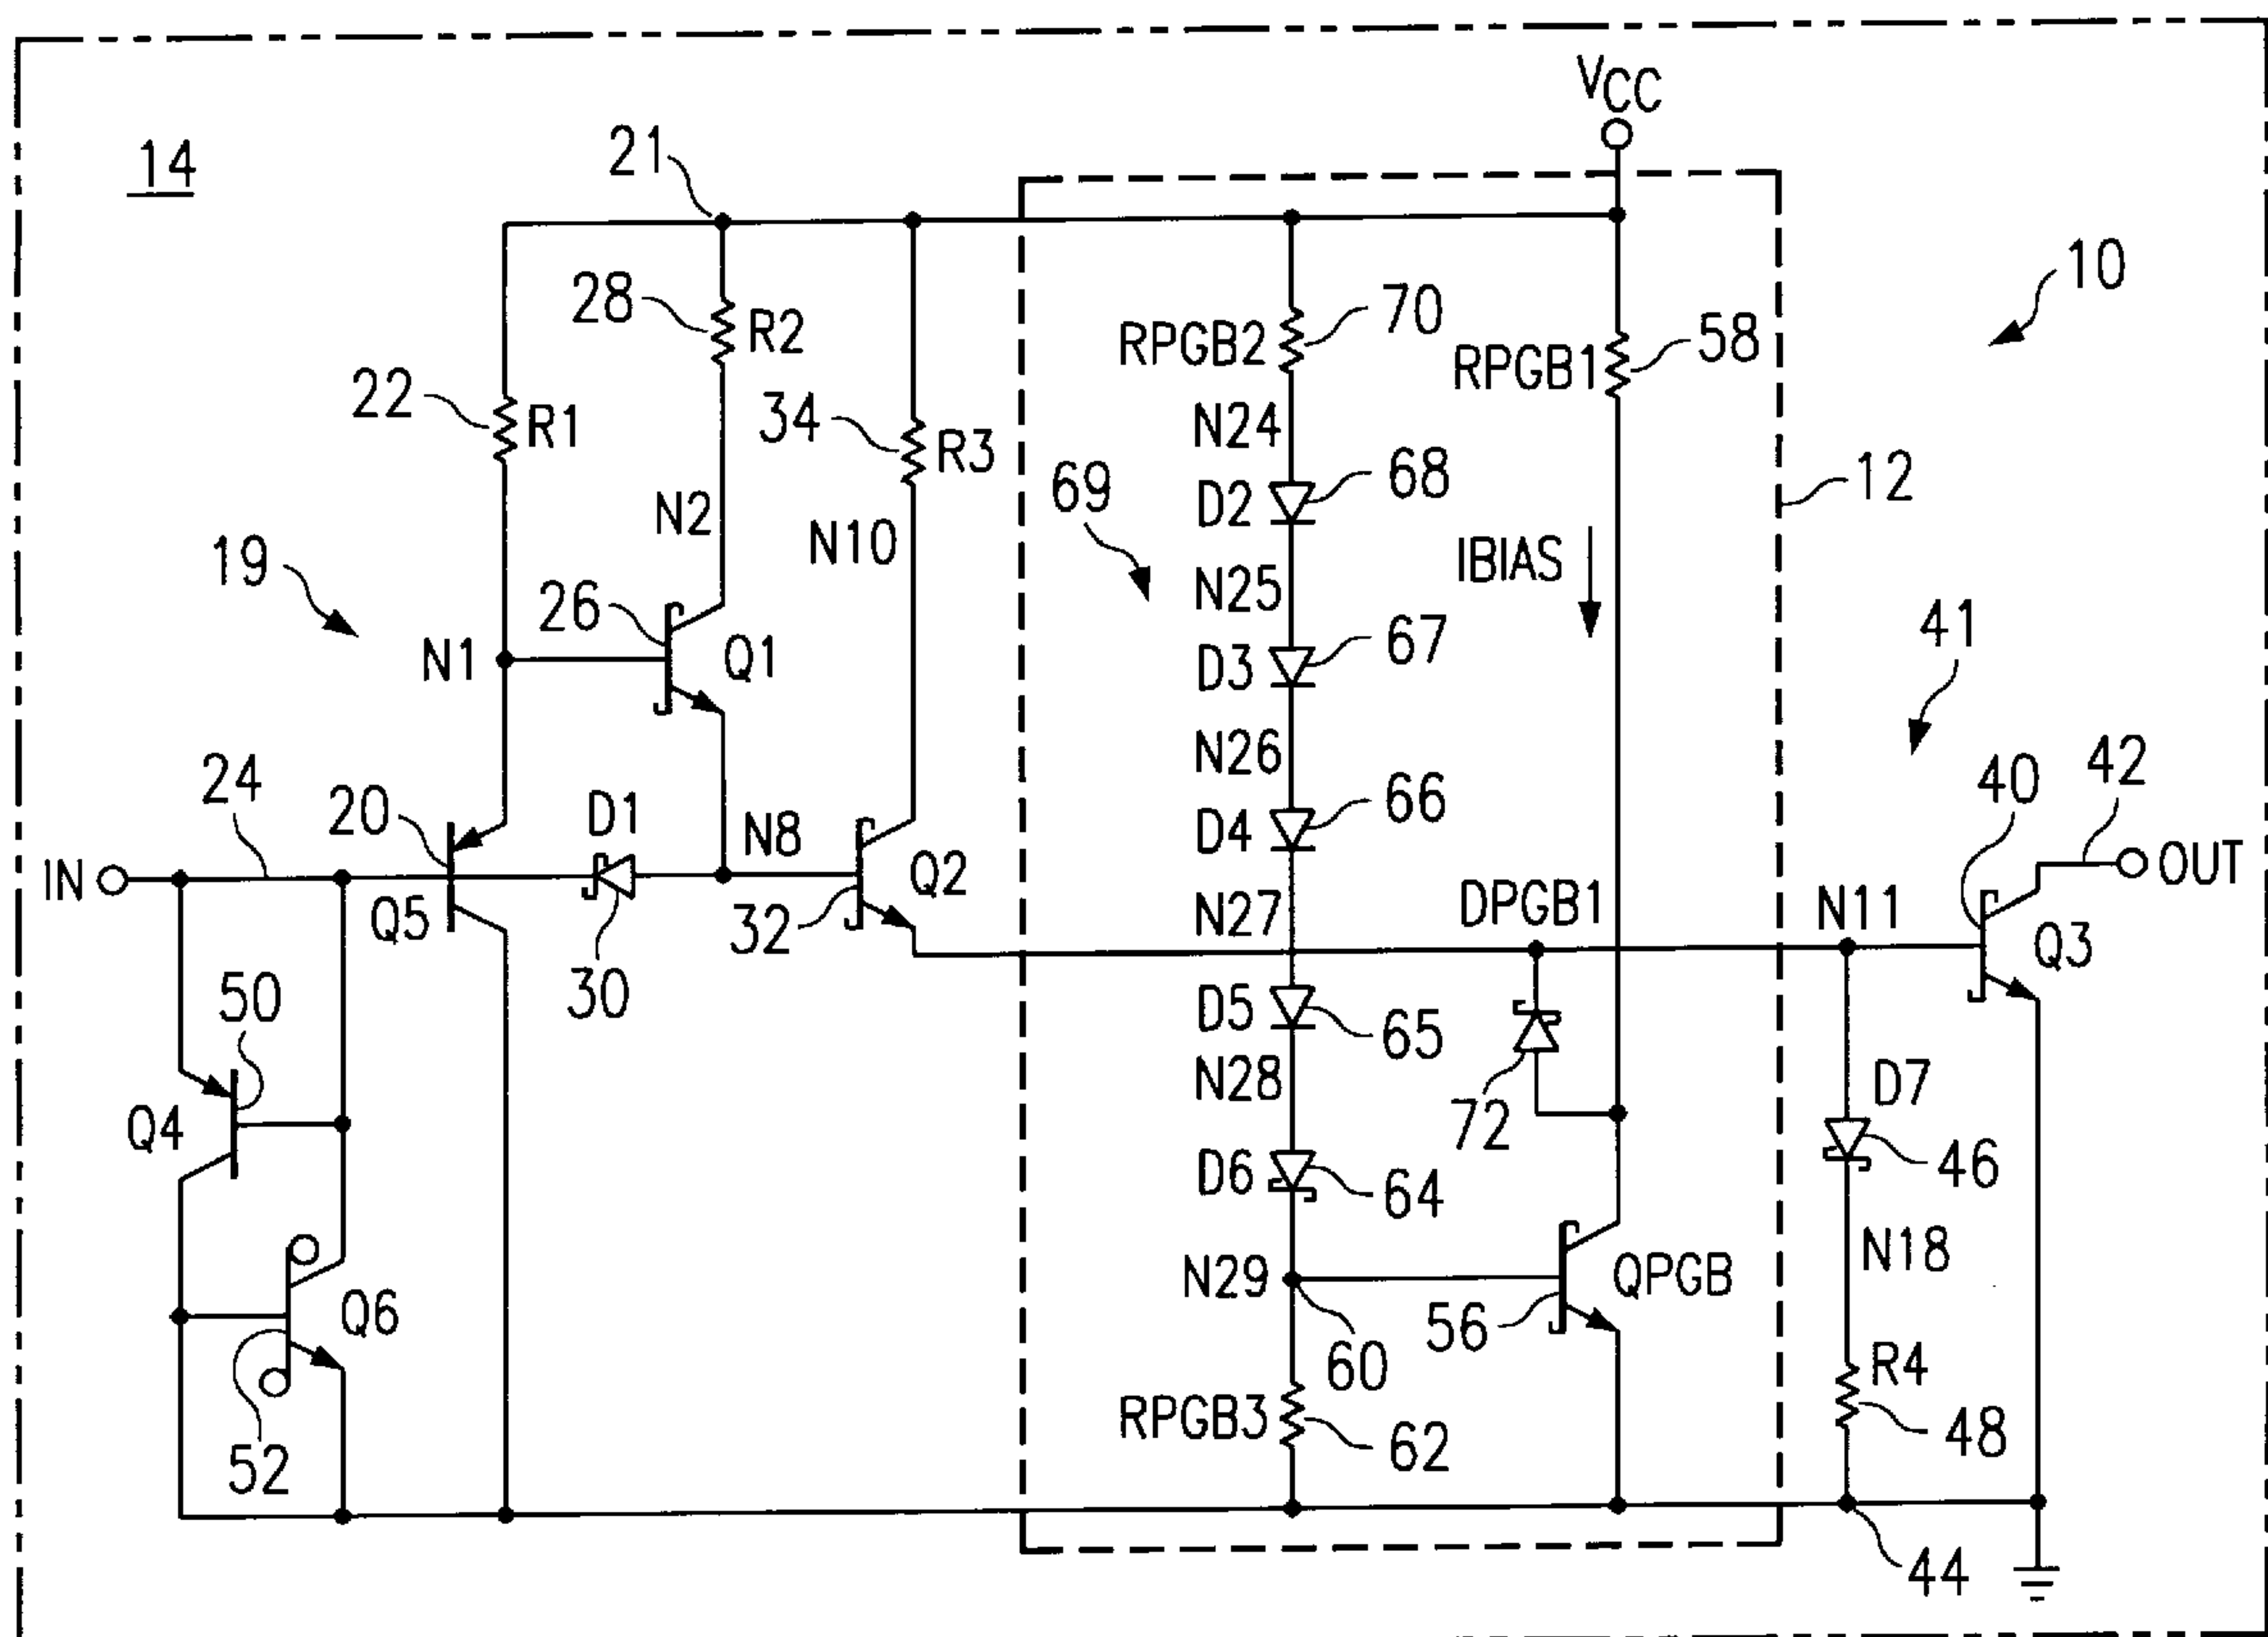 VCC
14
21
10
28
R2
RPGB2
70
RPGB1
58
22
R1
34
R3
N24
69
D2
68
12
N2
N10
19
N25
IBIAS
26
Q1
N1
D3
67
41
N26
24
20
D1
N8
D4
66
40
42
IN
Q5
30
32
Q2
N27
DPGB1
N11
OUT
Q3
50
D5
65
N28
72
D7
46
Q4
D6
64
N18
Q6
N29
60
56
QPGB
52
RPGB3
62
R4
48
44